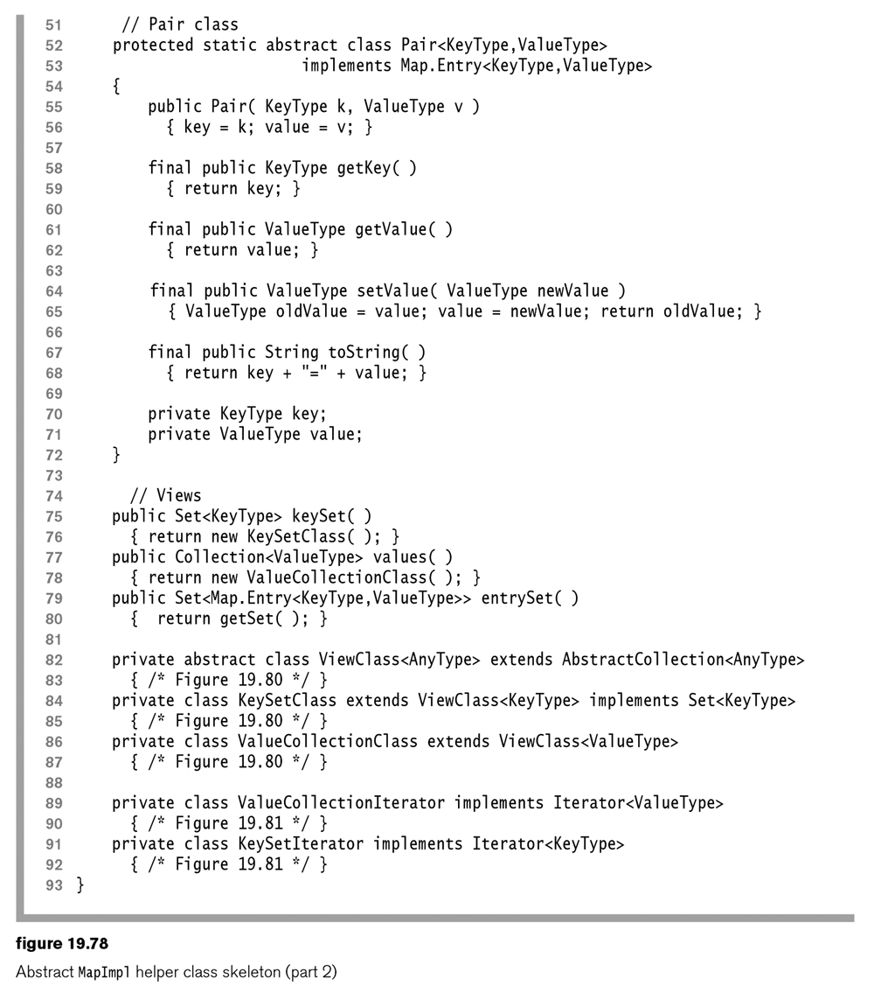 51 // Pair class
52 protected static abstract class Pair<KeyType,ValueType>
53 implements Map.Entry<KeyType,ValueType>
54 {
55 public Pair( KeyType k, ValueType v )
56 { key = k; value = v; }
57
58 final public KeyType getKey( )
59 { return key; }
60
61 final public ValueType getValue( )
62 { return value; }
63
64 final public ValueType setValue( ValueType newValue )
65 { ValueType oldValue = value; value = newValue; return oldValue; }
66
67 final public String toString( )
68 { return key + "=" + value; }
69
70 private KeyType key;
71 private ValueType value;
72 }
73
74 // Views
75 public Set<KeyType> keySet( )
76 { return new KeySetClass( ); }
77 public Collection<ValueType> values( )
78 { return new ValueCollectionClass( ); }
79 public Set<Map.Entry<KeyType,ValueType>> entrySet( )
80 { return getSet( ); }
81
82 private abstract class ViewClass<AnyType> extends AbstractCollection<AnyType>
83 { /* Figure 19.80 */ }
84 private class KeySetClass extends ViewClass<KeyType> implements Set<KeyType>
85 { /* Figure 19.80 */ }
86 private class ValueCollectionClass extends ViewClass<ValueType>
87 { /* Figure 19.80 */ }
88
89 private class ValueCollectionIterator implements Iterator<ValueType>
90 { /* Figure 19.81 */ }
91 private class KeySetIterator implements Iterator<KeyType>
92 { /* Figure 19.81 */ }
93 }
figure 19.78
Abstract MapImpl helper class skeleton (part 2)